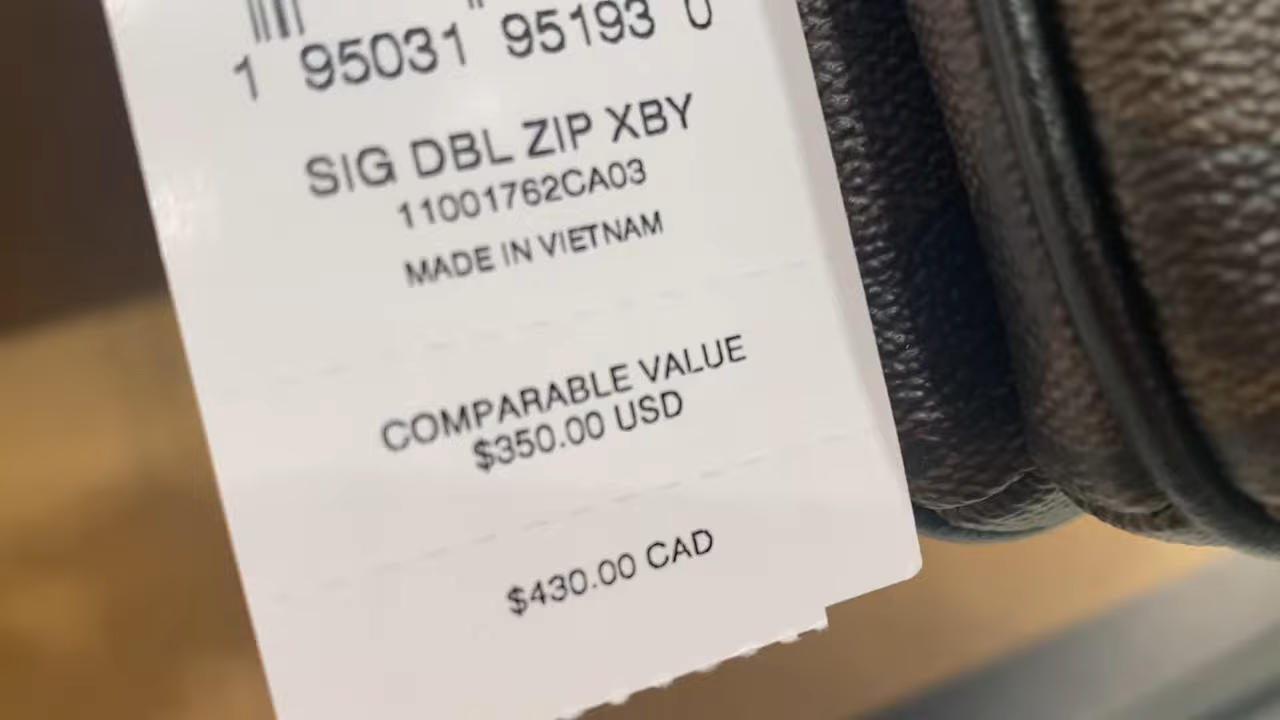 1 95031 95193 0
SIG DBL ZIP XBY
11001762CA03
MADE IN VIETNAM
COMPARABLE VALUE
$350.00 USD
$430.00 CAD